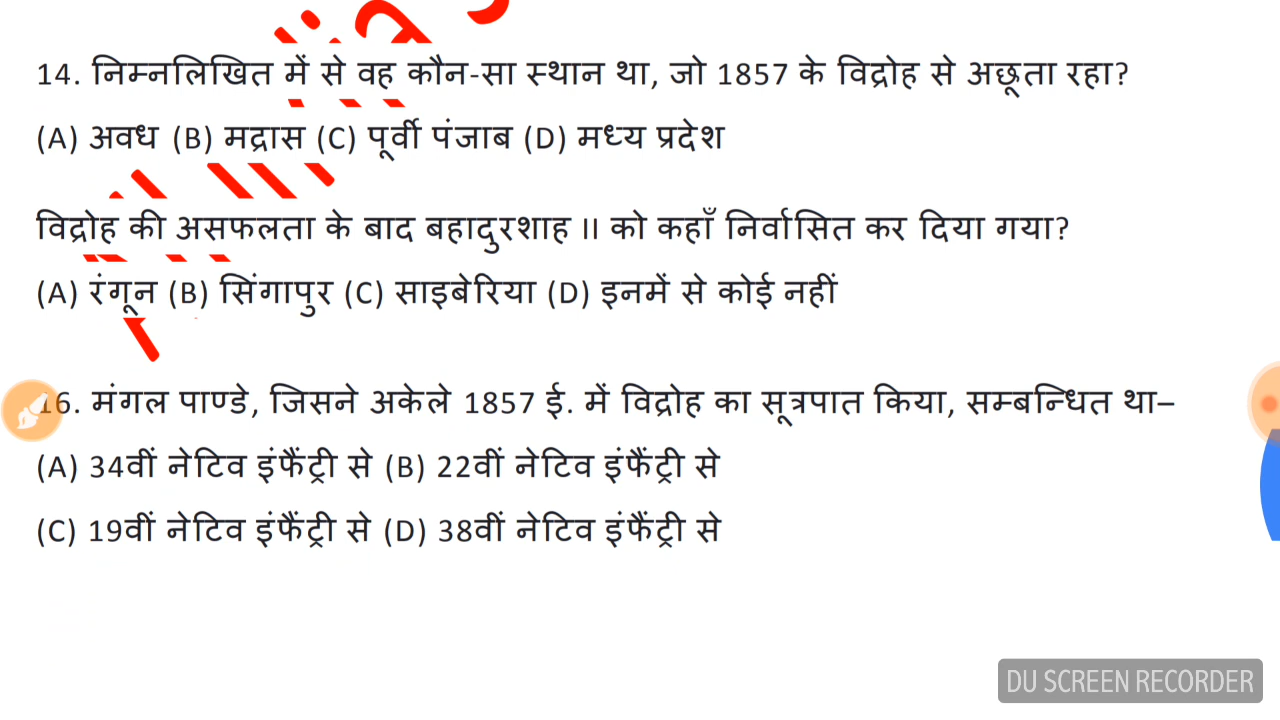 14. निम्नलिखित में से वह कौन-सा स्थान था, जो 1857 के विद्रोह से अछूता रहा?
(A) अवध (B) मद्रास (C) पूर्वी पंजाब (D) मध्य प्रदेश
विद्रोह की असफलता के बाद बहादुरशाह II को कहाँ निर्वासित कर दिया गया?
(A) रंगून (B) सिंगापुर (C) साइबेरिया (D) इनमें से कोई नहीं
16. मंगल पाण्डे, जिसने अकेले 1857 ई. में विद्रोह का सूत्रपात किया, सम्बन्धित था–
(A) 34वीं नेटिव इंफैंट्री से (B) 22वीं नेटिव इंफैंट्री से
(C) 19वीं नेटिव इंफैंट्री से (D) 38वीं नेटिव इंफैंट्री से
DU SCREEN RECORDER